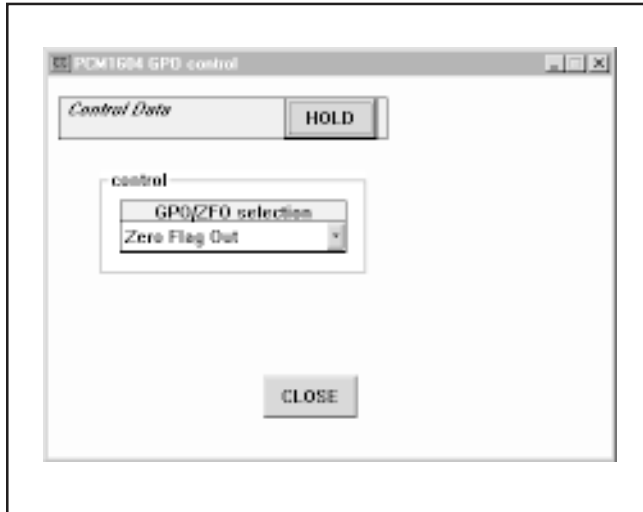 PCM1604 GPO control
Control Data
HOLD
control
GPO/ZFO selection
Zero Flag Out
CLOSE